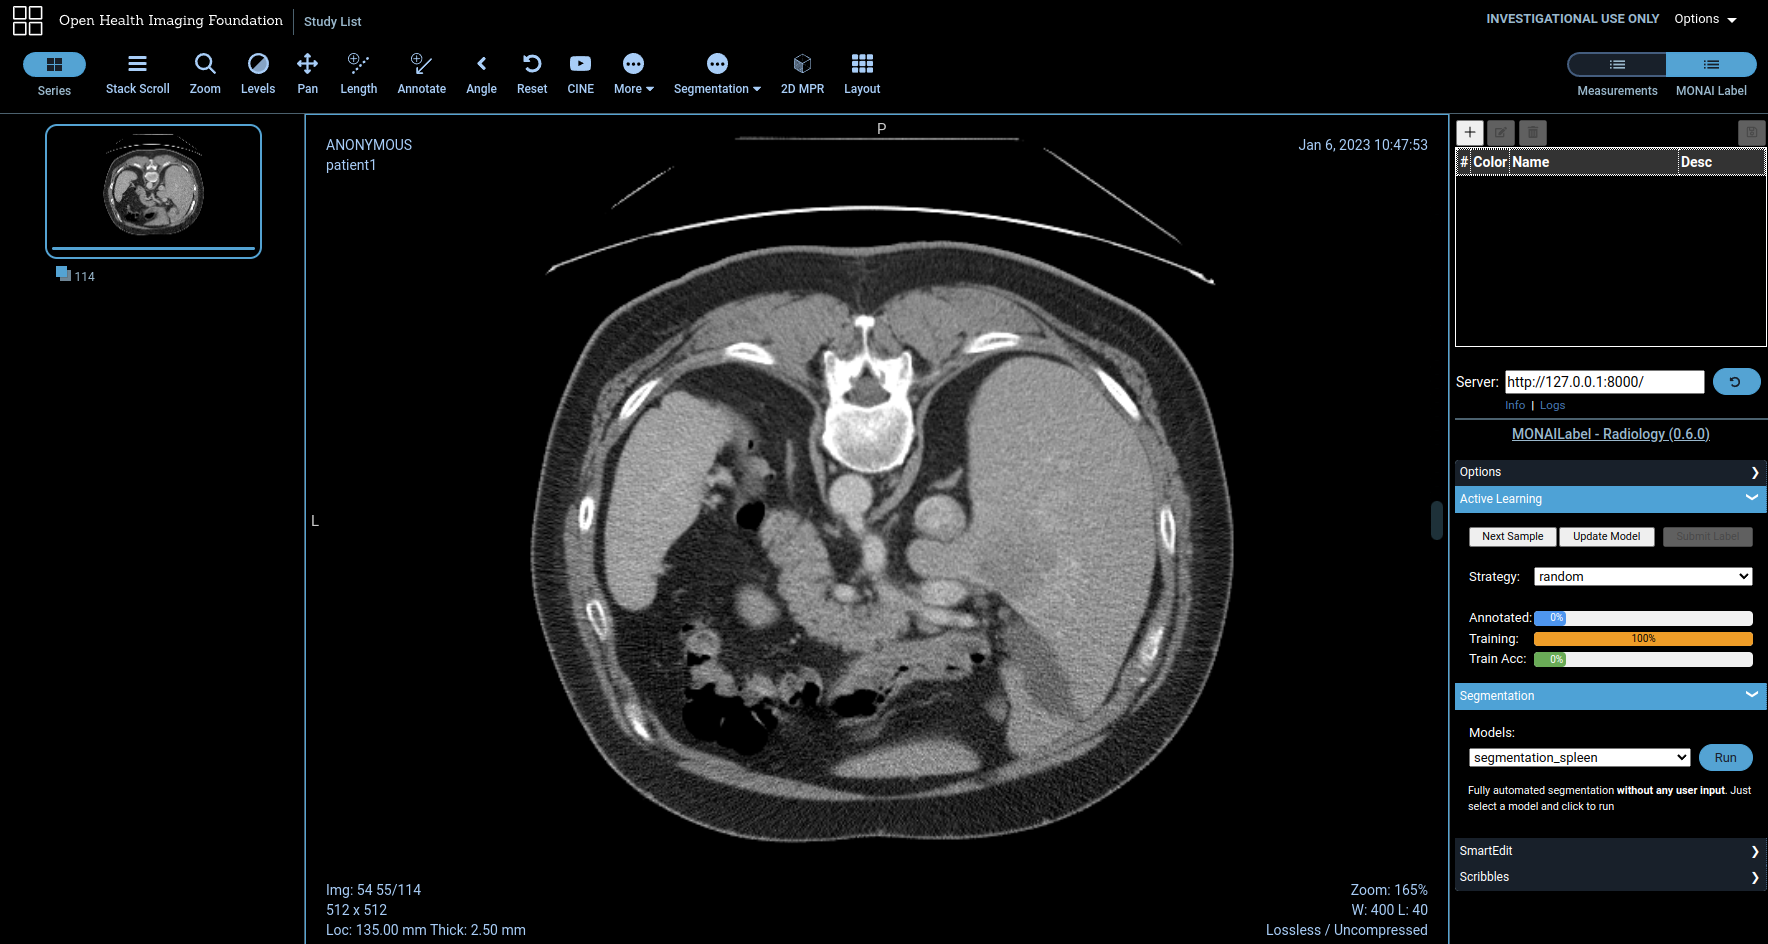 Open Health Imaging Foundation
Study List
INVESTIGATIONAL USE ONLY
Options
Series
Stack Scroll
Zoom
Levels
Pan
Length
Annotate
Angle
Reset
CINE
More
Segmentation
2D MPR
Layout
Measurements
MONAI Label
114
ANONYMOUS
patient1
P
Jan 6, 2023 10:47:53
L
Img: 54 55/114
512 x 512
Loc: 135.00 mm Thick: 2.50 mm
Zoom: 165%
W: 400 L: 40
Lossless / Uncompressed
# Color Name Desc
Server: http://127.0.0.1:8000/
Info | Logs
MONAILabel - Radiology (0.6.0)
Options
Active Learning
Next Sample Update Model Submit Label
Strategy: random
Annotated: 0%
Training: 100%
Train Acc: 0%
Segmentation
Models:
segmentation_spleen Run
Fully automated segmentation without any user input. Just
select a model and click to run
SmartEdit
Scribbles